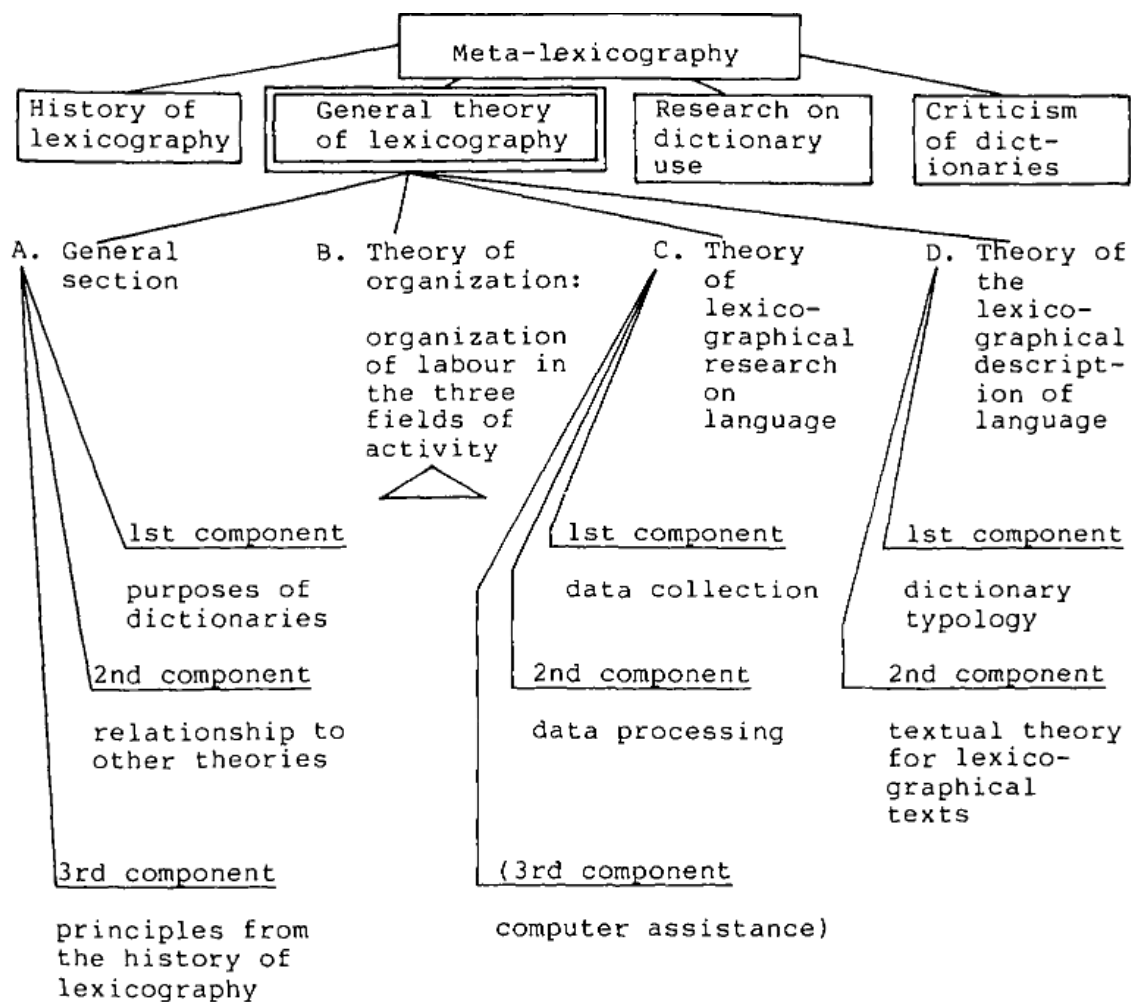 Meta-lexicography
History of
lexicography
General theory
of lexicography
Research on
dictionary
use
Criticism
of dict-
ionaries
A. General
section
B. Theory of
organization:
organization
of labour in
the three
fields of
activity
C. Theory
of
lexico-
graphical
research
on
language
D. Theory of
the
lexico-
graphical
descript-
ion of
language
1st component
purposes of
dictionaries
2nd component
relationship to
other theories
3rd component
principles from
the history of
lexicography
1st component
data collection
2nd component
data processing
(3rd component
computer assistance)
1st component
dictionary
typology
2nd component
textual theory
for lexico-
graphical
texts